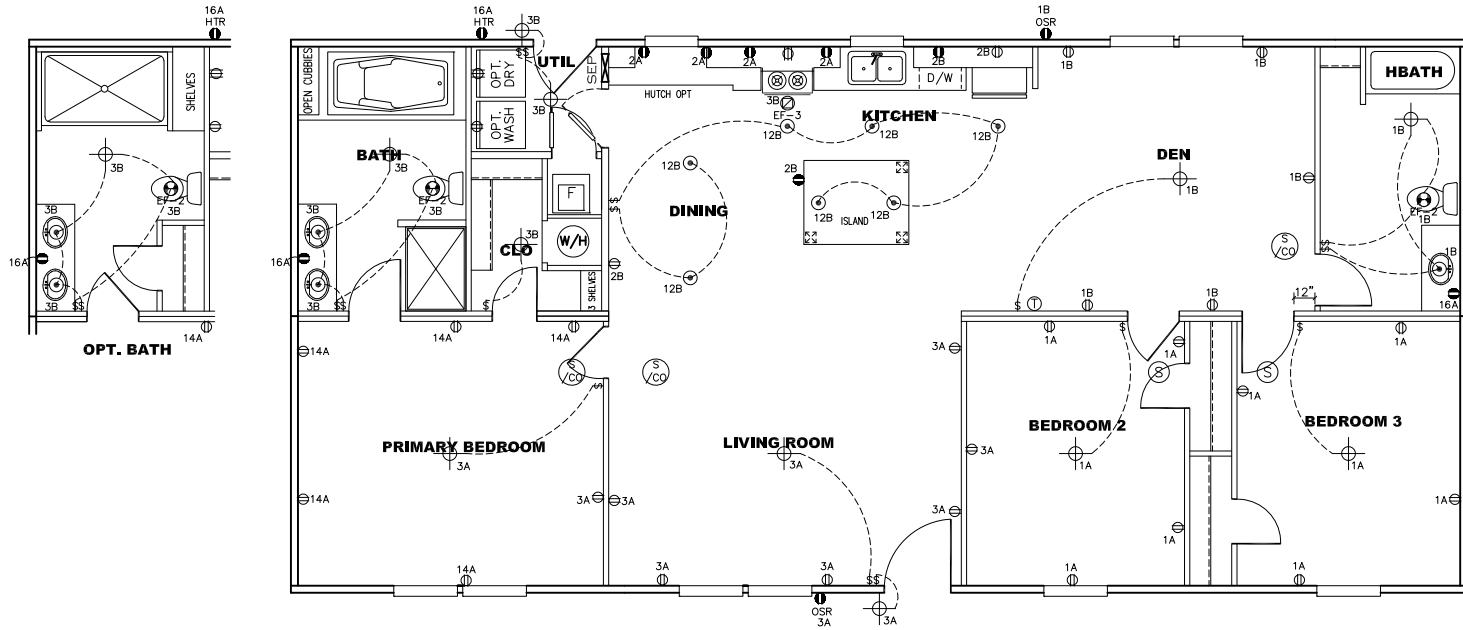 16A
HTR
SHELVES
3B
EF-2
3B
3B
16A
3B
$$
14A
OPT. BATH
16A
HTR
3B
$$
UTIL
OPEN CUBBIES
OPT.
DRY
OPT.
WASH
3B
BATH
3B
EF-2
3B
3B
16A
3B
$$
F
W/H
CLO
3B
$
3 SHELVES
2B
14A
14A
14A
S
/CO
$
PRIMARY BEDROOM
3A
14A
3A
14A
SEP
2A
2A
2A
2A
2B
2B
HUTCH OPT
D/W
3B
EF-3
KITCHEN
12B
12B
12B
12B
2B
DINING
$
$
12B
12B
ISLAND
12B
1B
OSR
1B
1B
DEN
1B
1B
S
/CO
1B
1B
12"
$
T
HBATH
1B
EF-2
1B
1B
$$
16A
S
/CO
LIVING ROOM
3A
3A
3A
3A
3A
3A
3A
$$
OSR
3A
3A
1A
$
1A
S
BEDROOM 2
1A
1A
1A
S
$
1A
1A
BEDROOM 3
1A
1A
1A